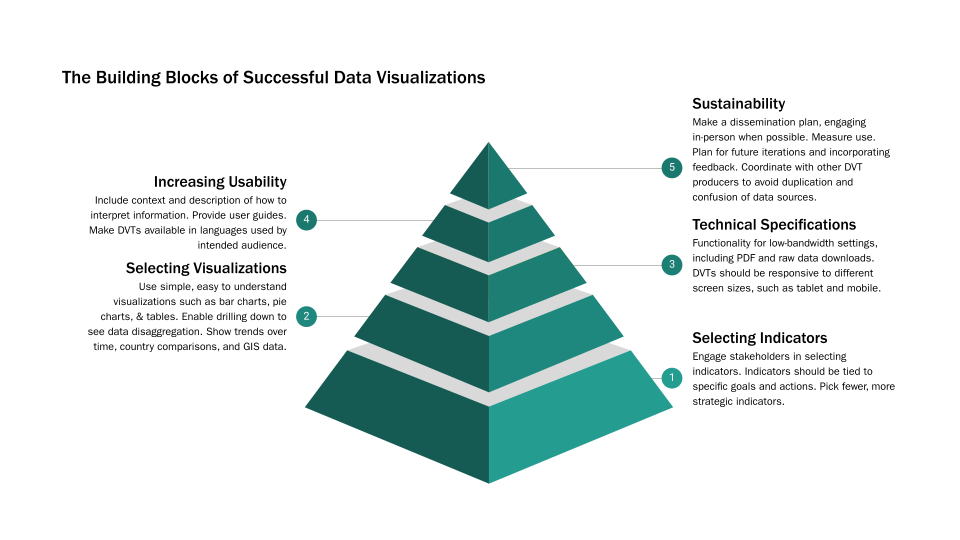 The Building Blocks of Successful Data Visualizations
Sustainability
Make a dissemination plan, engaging
in-person when possible. Measure use.
Plan for future iterations and incorporating
feedback. Coordinate with other DVT
producers to avoid duplication and
confusion of data sources.
5
Increasing Usability
Include context and description of how to
interpret information. Provide user guides.
Make DVTs available in languages used by
intended audience.
4
Technical Specifications
Functionality for low-bandwidth settings,
including PDF and raw data downloads.
DVTs should be responsive to different
screen sizes, such as tablet and mobile.
3
Selecting Visualizations
Use simple, easy to understand
visualizations such as bar charts, pie
charts, & tables. Enable drilling down to
see data disaggregation. Show trends over
time, country comparisons, and GIS data.
2
Selecting Indicators
Engage stakeholders in selecting
indicators. Indicators should be tied to
specific goals and actions. Pick fewer, more
strategic indicators.
1